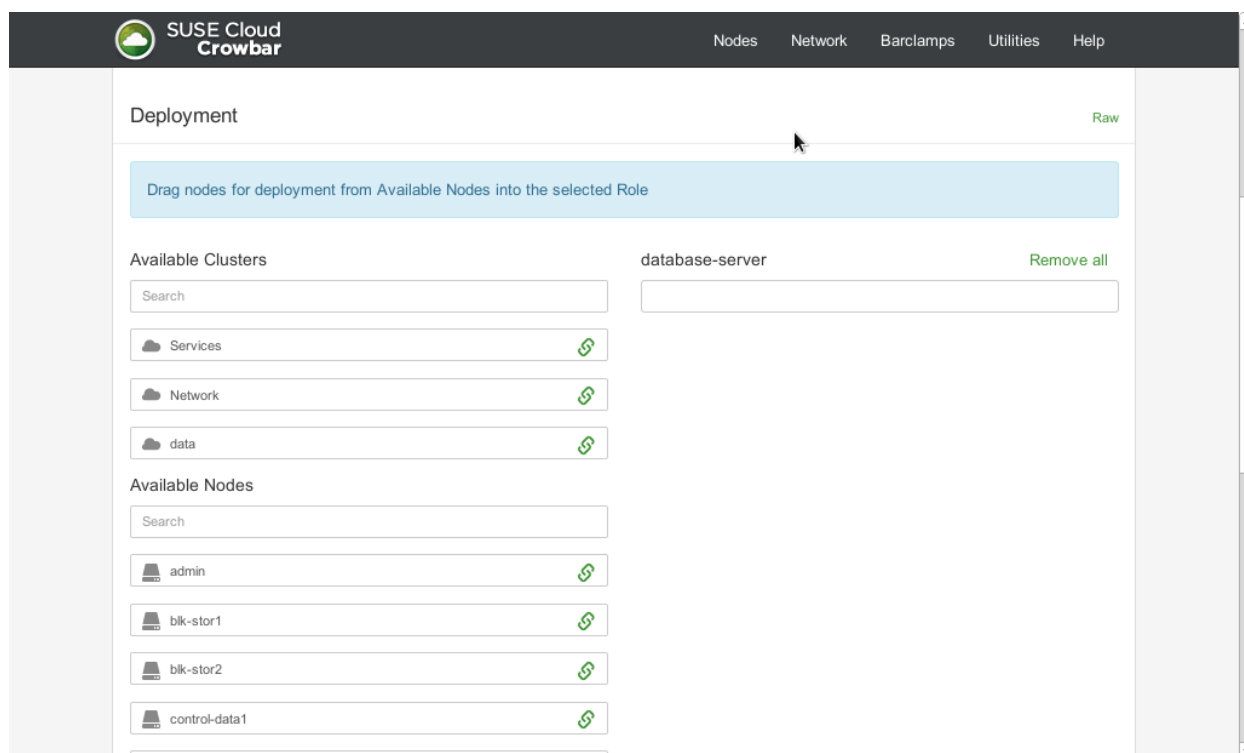 SUSE Cloud
Crowbar
Nodes Network Barclamps Utilities Help
Deployment
Raw
Drag nodes for deployment from Available Nodes into the selected Role
Available Clusters
Search
Services
Network
data
Available Nodes
Search
admin
blk-stor1
blk-stor2
control-data1
database-server
Remove all